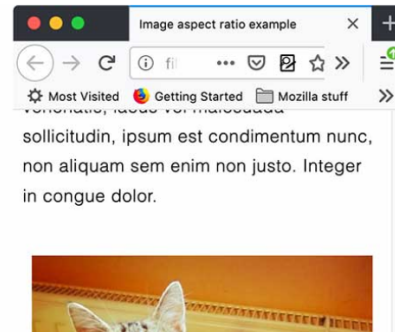 Image aspect ratio example
fi
Most Visited Getting Started Mozilla stuff
sollicitudin, ipsum est condimentum nunc,
non aliquam sem enim non justo. Integer
in congue dolor.